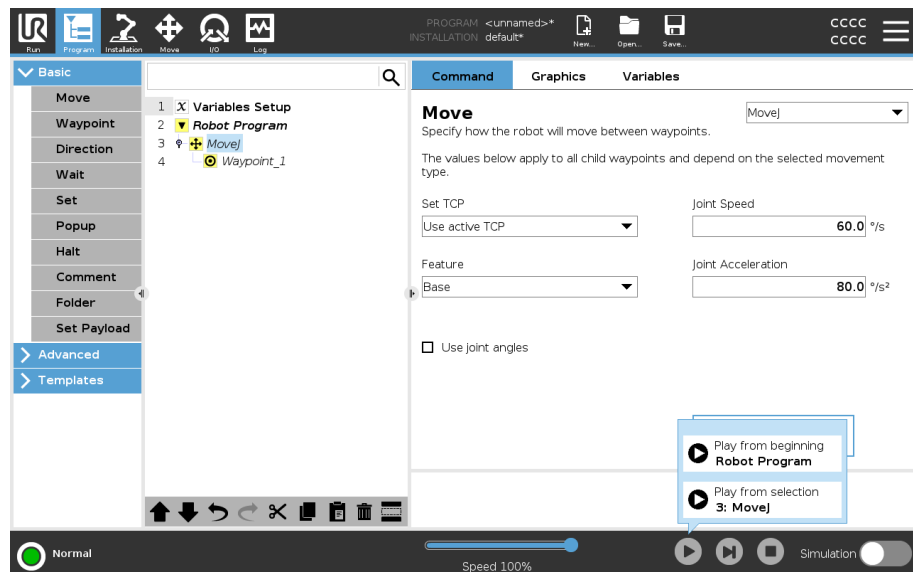 UR
Run
Program
Installation
Move
I/O
Log
PROGRAM <unnamed>*
INSTALLATION default*
New...
Open...
Save...
CCCC
CCCC
Basic
Move
Waypoint
Direction
Wait
Set
Popup
Halt
Comment
Folder
Set Payload
Advanced
Templates
1 X Variables Setup
2 Robot Program
3 MoveJ
4 Waypoint_1
Command Graphics Variables
Move
MoveJ
Specify how the robot will move between waypoints.
The values below apply to all child waypoints and depend on the selected movement
type.
Set TCP
Use active TCP
Joint Speed
60.0 °/s
Feature
Base
Joint Acceleration
80.0 °/s²
Use joint angles
Play from beginning
Robot Program
Play from selection
3: MoveJ
Normal
Speed 100%
Simulation